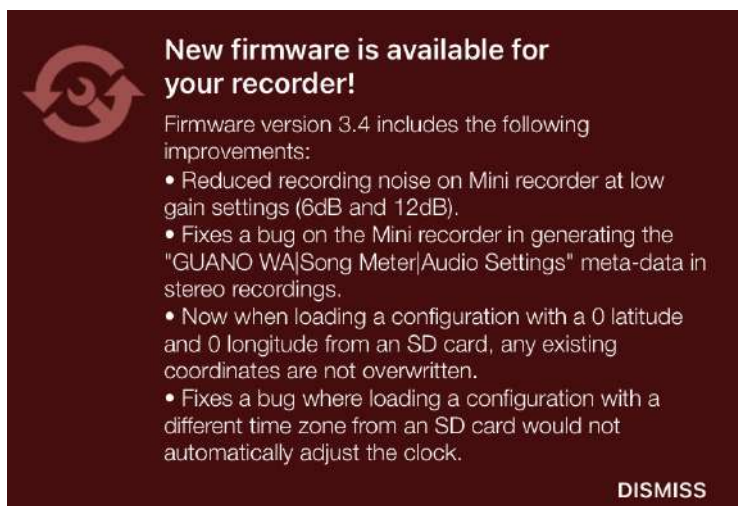 New firmware is available for
your recorder!
Firmware version 3.4 includes the following
improvements:
• Reduced recording noise on Mini recorder at low
gain settings (6dB and 12dB).
• Fixes a bug on the Mini recorder in generating the
"GUANO WA|Song Meter|Audio Settings" meta-data in
stereo recordings.
• Now when loading a configuration with a 0 latitude
and 0 longitude from an SD card, any existing
coordinates are not overwritten.
• Fixes a bug where loading a configuration with a
different time zone from an SD card would not
automatically adjust the clock.
DISMISS